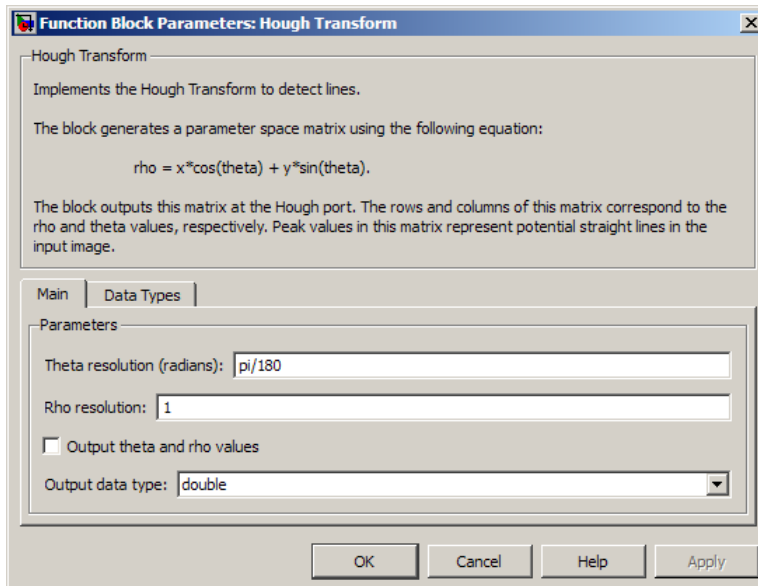 Function Block Parameters: Hough Transform
Hough Transform
Implements the Hough Transform to detect lines.
The block generates a parameter space matrix using the following equation:
rho = x*cos(theta) + y*sin(theta).
The block outputs this matrix at the Hough port. The rows and columns of this matrix correspond to the
rho and theta values, respectively. Peak values in this matrix represent potential straight lines in the
input image.
Main Data Types
Parameters
Theta resolution (radians): pi/180
Rho resolution: 1
Output theta and rho values
Output data type: double
OK Cancel Help Apply